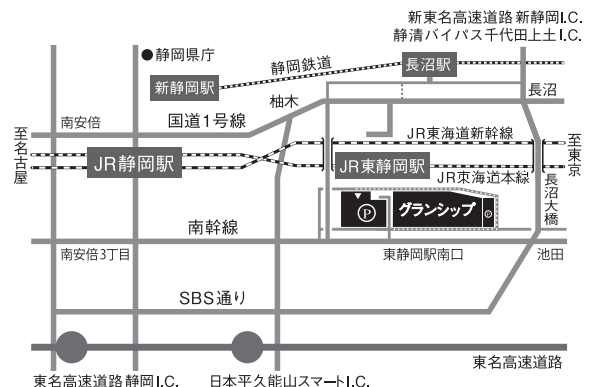 新東名高速道路 新静岡I.C.
静清バイパス千代田上土I.C.
静岡県庁
静岡鉄道
長沼駅
新静岡駅
柚木
長沼
南安倍
国道1号線
JR東海道新幹線
至名古屋
JR静岡駅
JR東静岡駅
至東京
JR東海道本線
長沼大橋
P
グランシップ
P
南幹線
南安倍3丁目
東静岡駅南口
池田
SBS通り
東名高速道路
東名高速道路 静岡I.C.
日本平久能山スマートI.C.